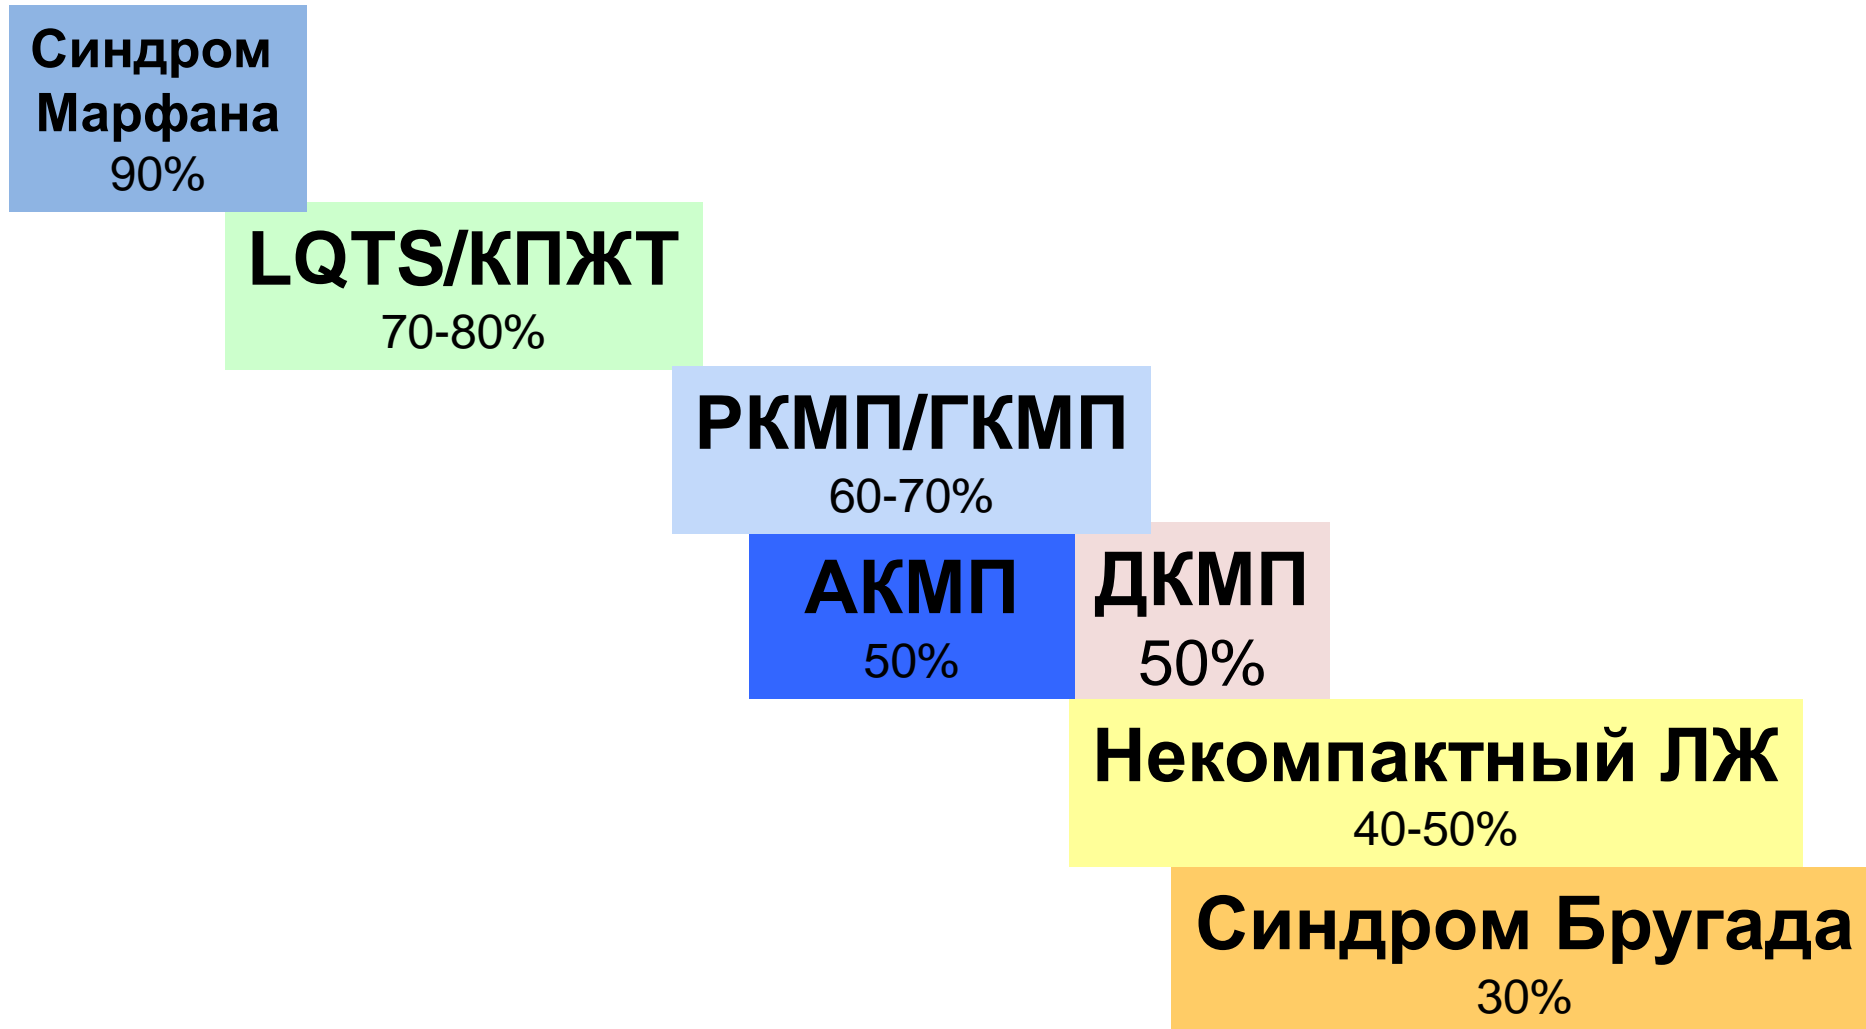 Синдром
Марфана
90%
LQTS/КПЖТ
70-80%
РКМП/ГКМП
60-70%
АКМП
50%
ДКМП
50%
Некомпактный ЛЖ
40-50%
Синдром Бругада
30%